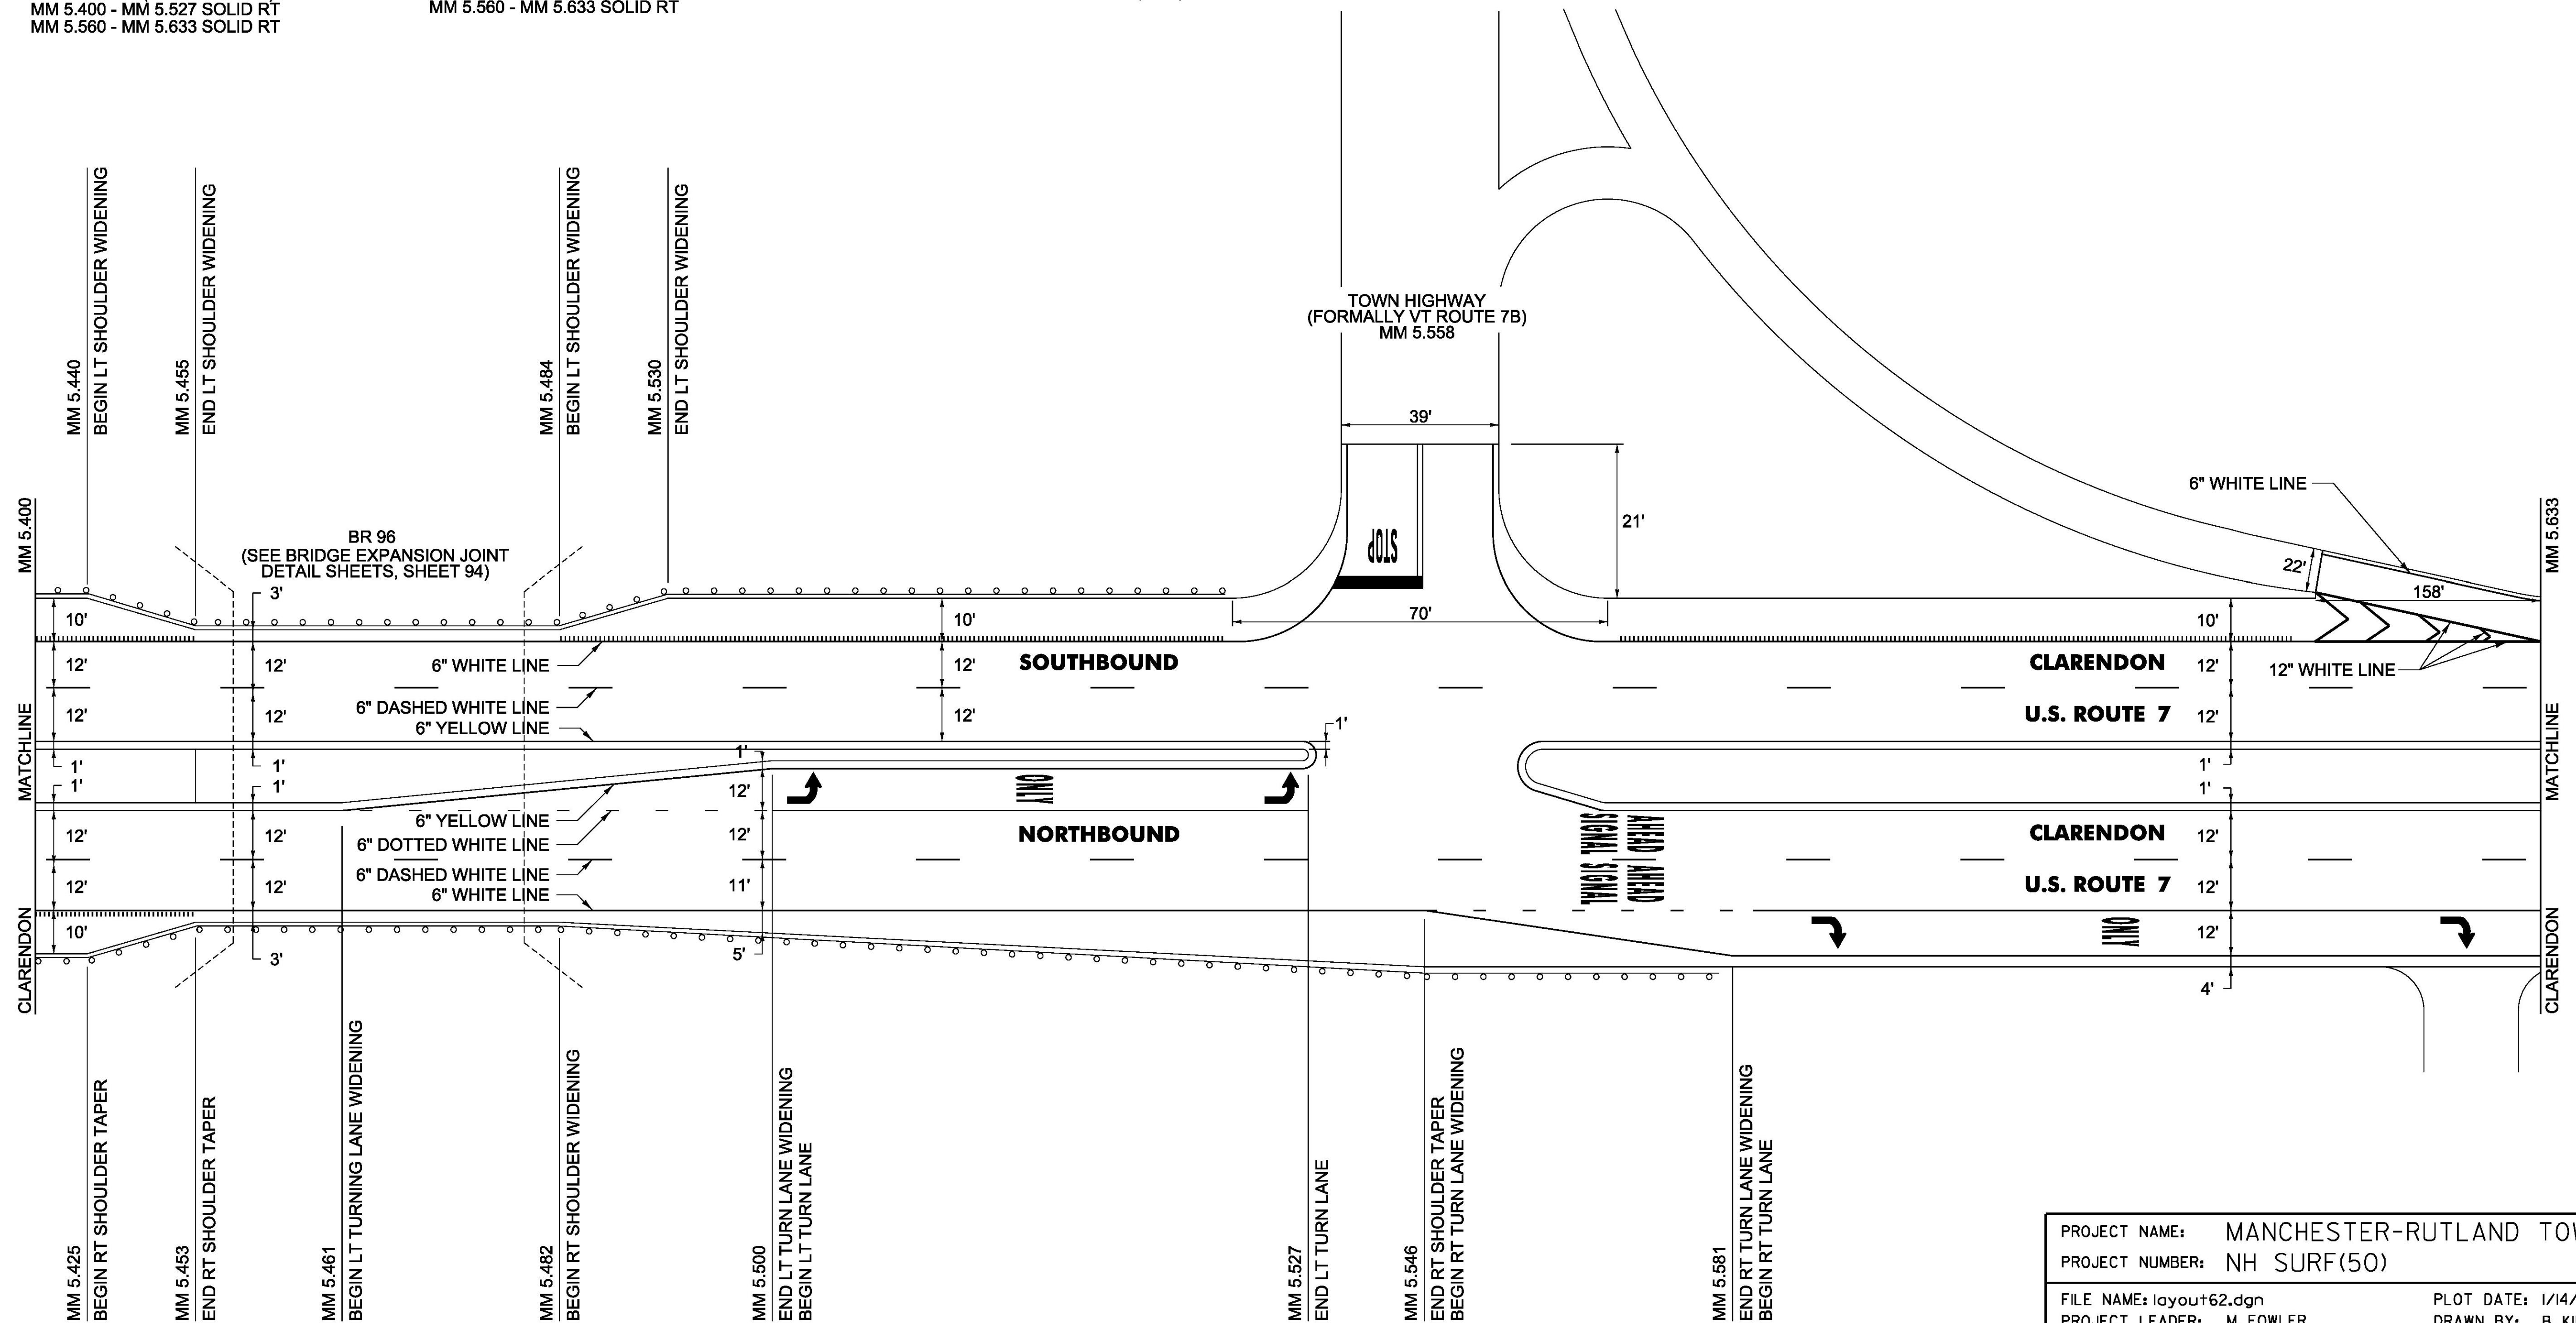 MM 5.400 - MM 5.527 SOLID RT
MM 5.560 - MM 5.633 SOLID RT
MM 5.560 - MM 5.633 SOLID RT
MM 5.440
BEGIN LT SHOULDER WIDENING
MM 5.455
END LT SHOULDER WIDENING
MM 5.484
BEGIN LT SHOULDER WIDENING
MM 5.530
END LT SHOULDER WIDENING
TOWN HIGHWAY
(FORMALLY VT ROUTE 7B)
MM 5.558
39'
21'
STOP
70'
6" WHITE LINE
22'
158'
12" WHITE LINE
MM 5.400
MATCHLINE
CLARENDON
BR 96
(SEE BRIDGE EXPANSION JOINT
DETAIL SHEETS, SHEET 94)
3'
10'
10'
10'
12'
12'
12'
12'
6" WHITE LINE
SOUTHBOUND
CLARENDON
12'
12'
12'
12'
6" DASHED WHITE LINE
6" YELLOW LINE
U.S. ROUTE 7
1'
1'
1'
1'
1'
1'
1'
1'
12'
ONLY
6" YELLOW LINE
6" DOTTED WHITE LINE
NORTHBOUND
12'
12'
12'
12'
SIGNAL SIGNAL
AHEAD AHEAD
CLARENDON
6" DASHED WHITE LINE
6" WHITE LINE
12'
12'
11'
12'
U.S. ROUTE 7
10'
3'
5'
12'
4'
ONLY
MM 5.633
MATCHLINE
CLARENDON
MM 5.425
BEGIN RT SHOULDER TAPER
MM 5.453
END RT SHOULDER TAPER
MM 5.461
BEGIN LT TURNING LANE WIDENING
MM 5.482
BEGIN RT SHOULDER WIDENING
MM 5.500
END LT TURN LANE WIDENING
BEGIN LT TURN LANE
MM 5.527
END LT TURN LANE
MM 5.546
END RT SHOULDER TAPER
BEGIN RT TURN LANE WIDENING
MM 5.581
END RT TURN LANE WIDENING
BEGIN RT TURN LANE
PROJECT NAME: MANCHESTER-RUTLAND
PROJECT NUMBER: NH SURF(50)
FILE NAME: layout62.dgn
PLOT DATE: 1/14/
PROJECT LEADER: M FOWLER
DRAWN BY: B